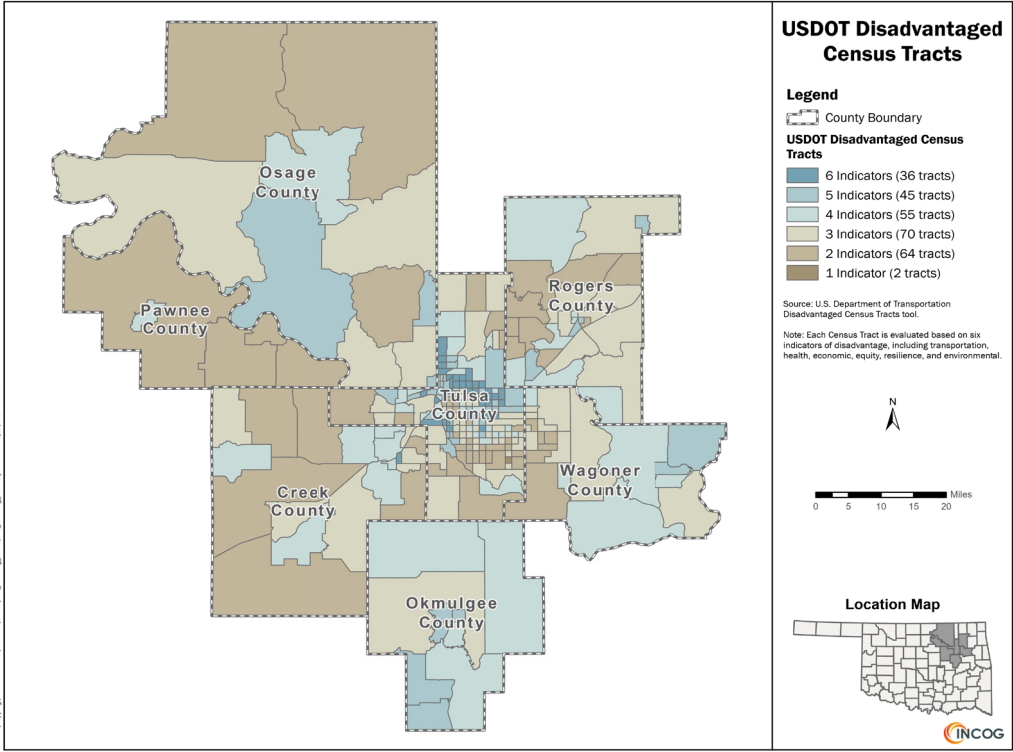 USDOT Disadvantaged
Census Tracts
Legend
County Boundary
USDOT Disadvantaged Census
Tracts
6 Indicators (36 tracts)
5 Indicators (45 tracts)
4 Indicators (55 tracts)
3 Indicators (70 tracts)
2 Indicators (64 tracts)
1 Indicator (2 tracts)
Source: U.S. Department of Transportation
Disadvantaged Census Tracts tool.
Note: Each Census Tract is evaluated based on six
indicators of disadvantage, including transportation,
health, economic, equity, resilience, and environmental.
N
Miles
0 5 10 15 20
Location Map
INCOG
Osage
County
Pawnee
County
Rogers
County
Tulsa
County
Creek
County
Wagoner
County
Okmulgee
County